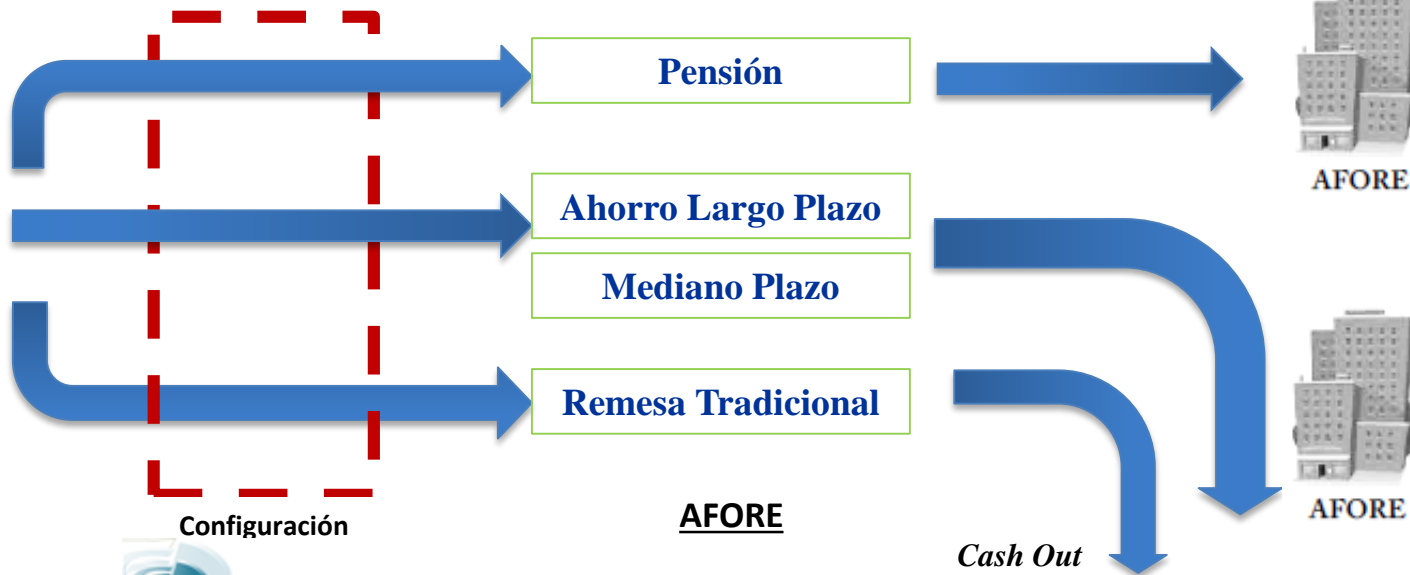 Pensión
AFORE
Ahorro Largo Plazo
Mediano Plazo
Remesa Tradicional
AFORE
Configuración
AFORE
Cash Out